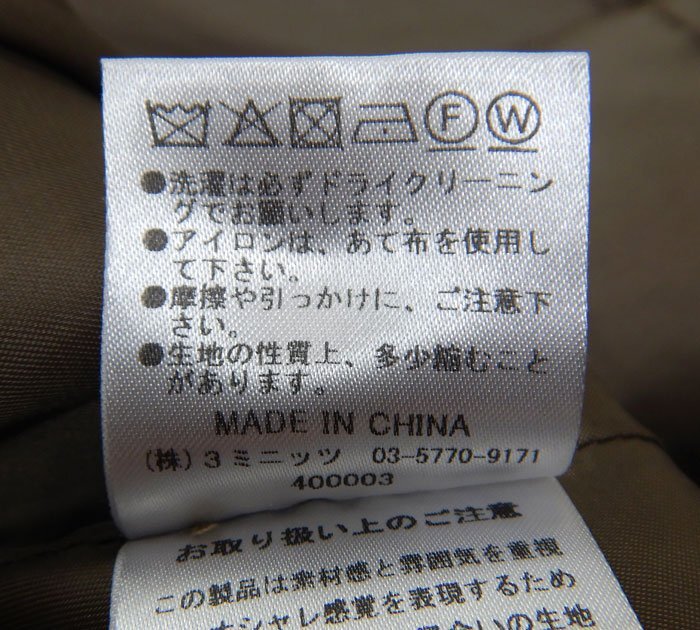 F W
●洗濯は必ずドライクリーニン
グでお願いします。
●アイロンは、あて布を使用し
て下さい。
●摩擦や引っかけに、ご注意下
さい。
●生地の性質上、多少縮むこと
があります。
MADE IN CHINA
(株)3ミニッツ 03-5770-9171
400003
お取り扱い上のご注意
この製品は素材感と雰囲気を重視
オシャレ感覚を表現するため
合いの生地